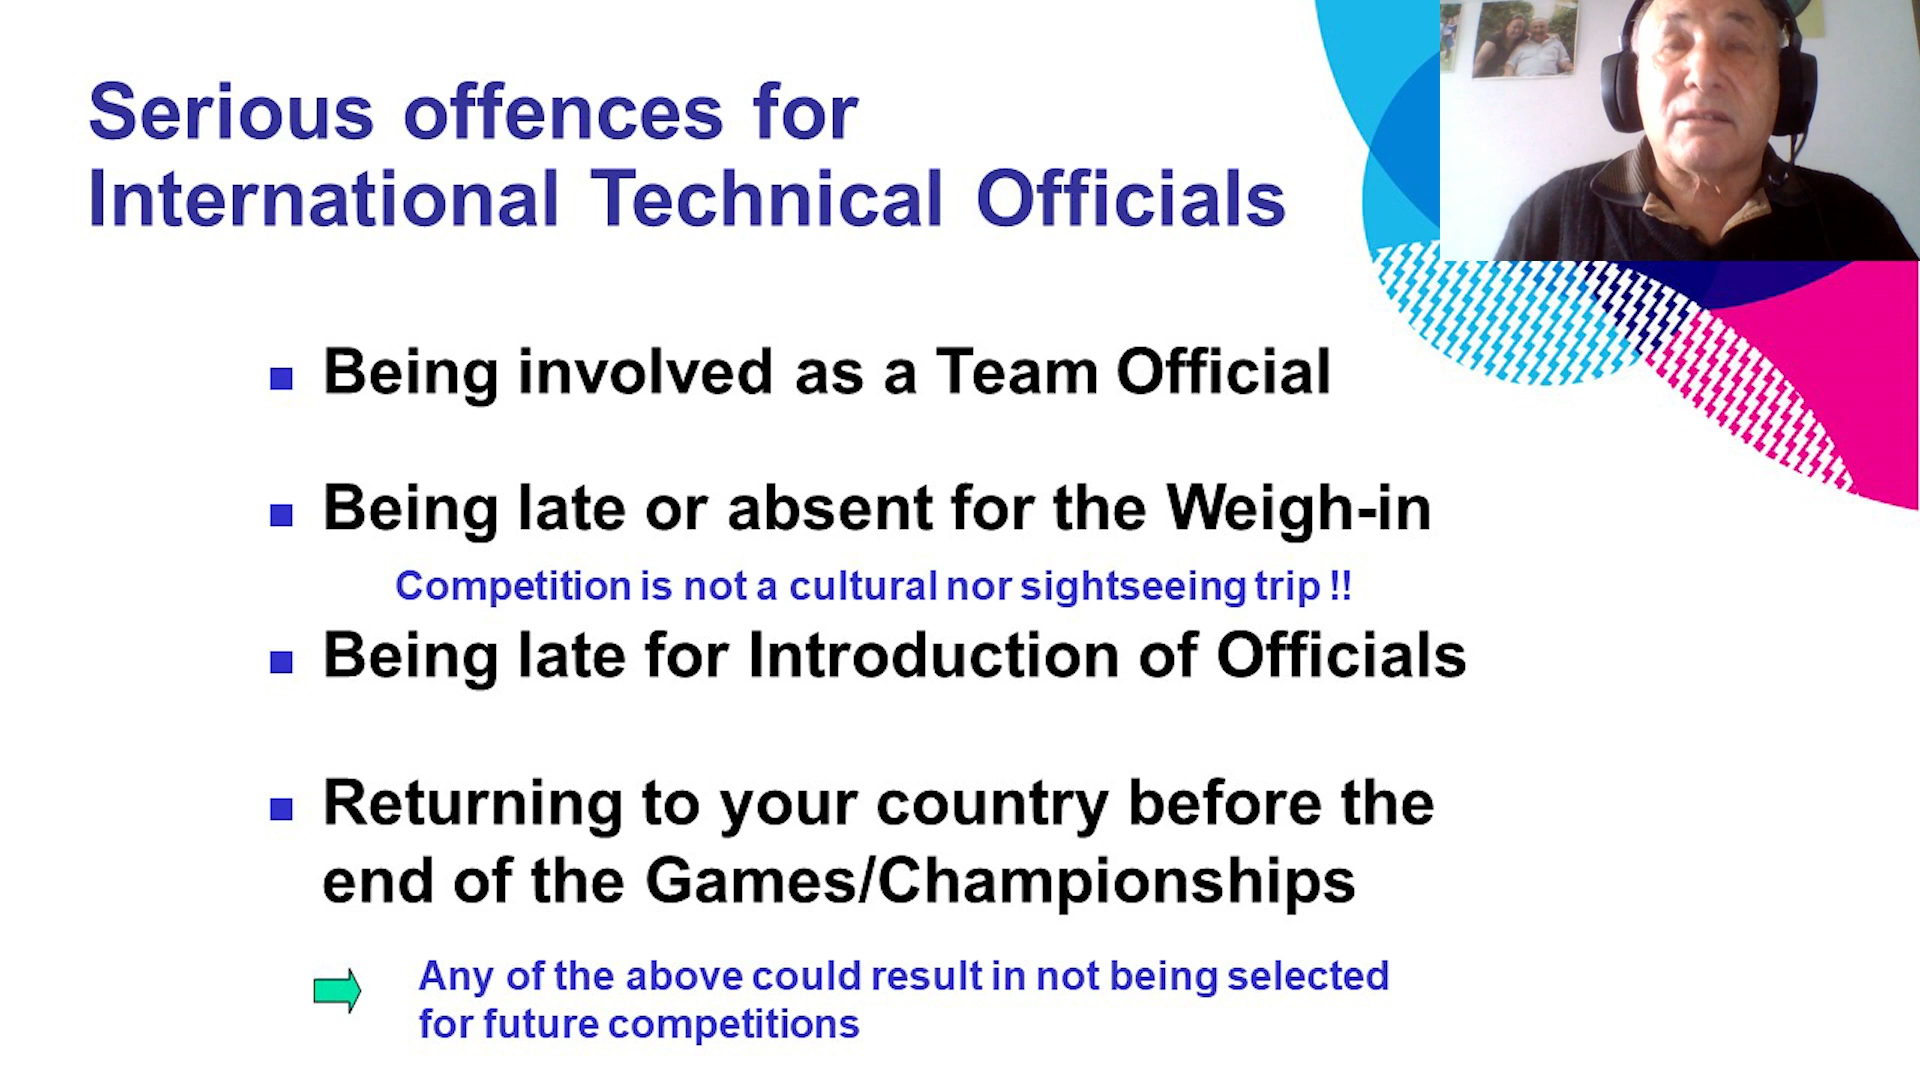 Serious offences for
International Technical Officials
Being involved as a Team Official
Being late or absent for the Weigh-in
Competition is not a cultural nor sightseeing trip !!
Being late for Introduction of Officials
Returning to your country before the
end of the Games/Championships
Any of the above could result in not being selected
for future competitions